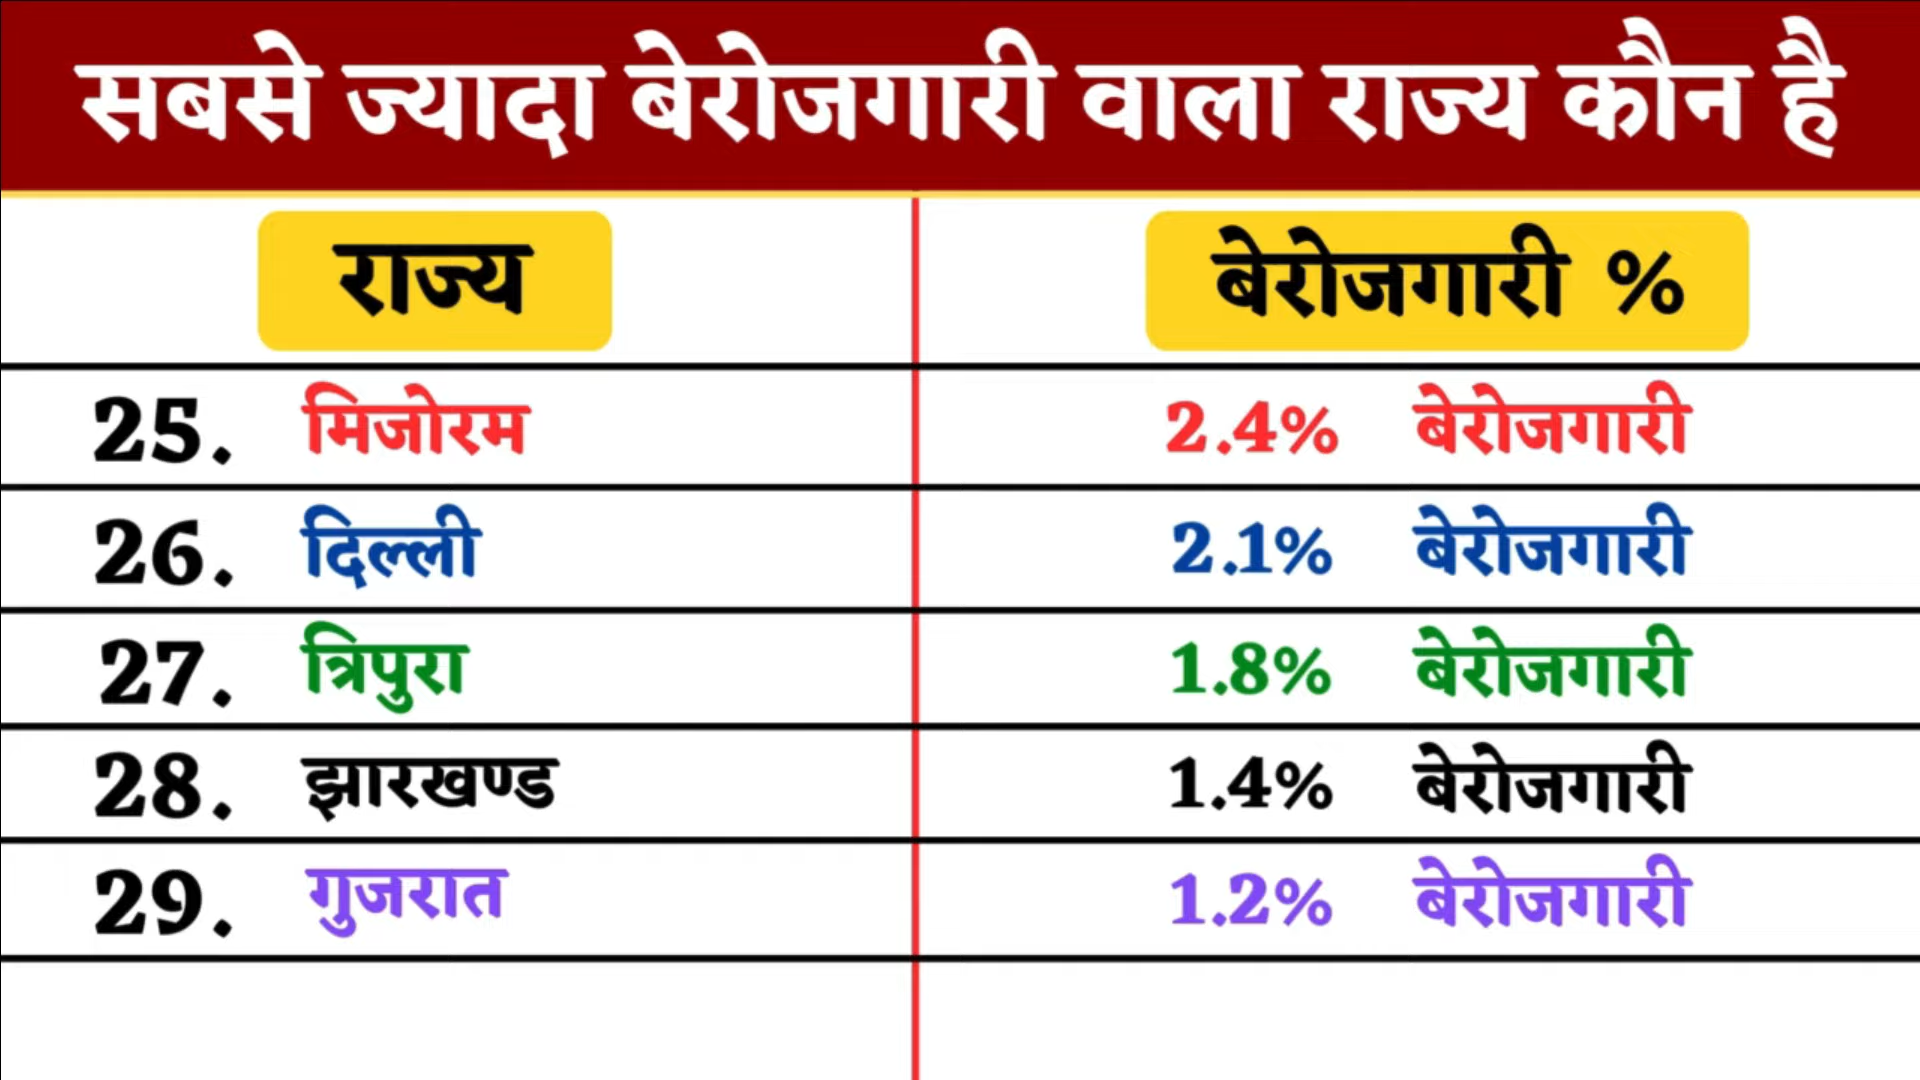 सबसे ज्यादा बेरोजगारी वाला राज्य कौन है
राज्य बेरोजगारी %
25. मिजोरम 2.4% बेरोजगारी
26. दिल्ली 2.1% बेरोजगारी
27. त्रिपुरा 1.8% बेरोजगारी
28. झारखण्ड 1.4% बेरोजगारी
29. गुजरात 1.2% बेरोजगारी